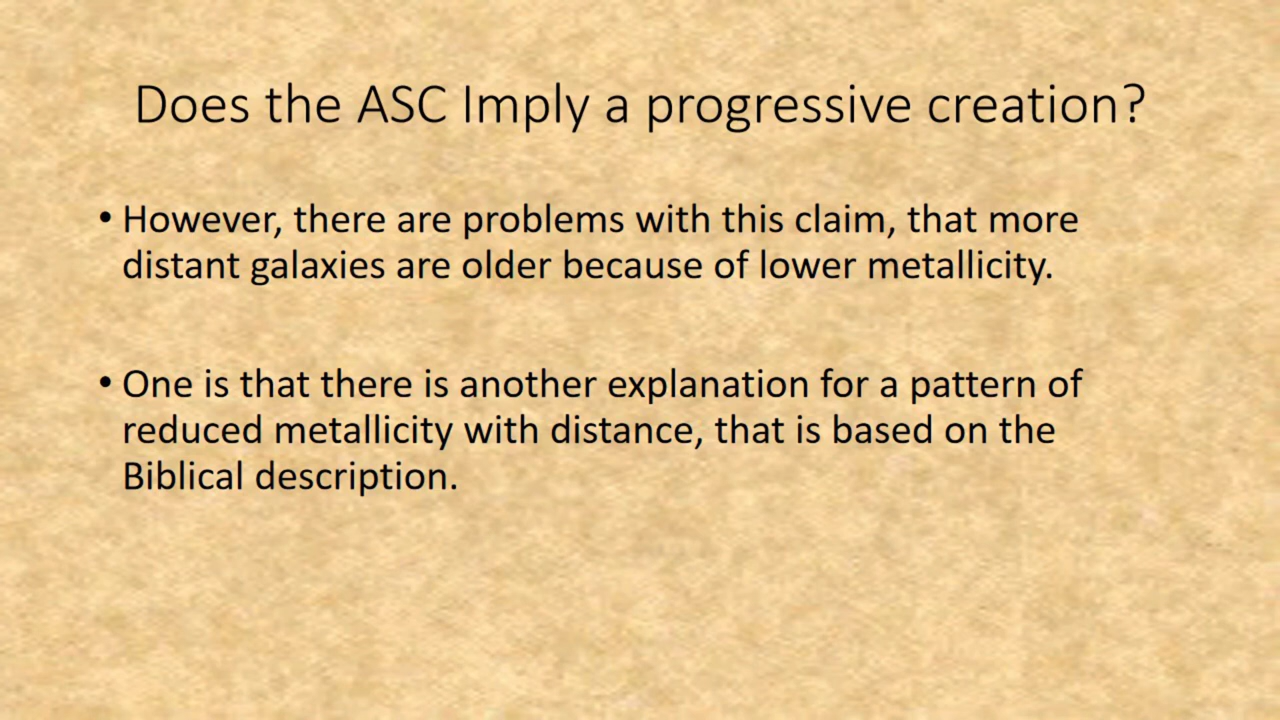 Does the ASC Imply a progressive creation?
• However, there are problems with this claim, that more
distant galaxies are older because of lower metallicity.
• One is that there is another explanation for a pattern of
reduced metallicity with distance, that is based on the
Biblical description.